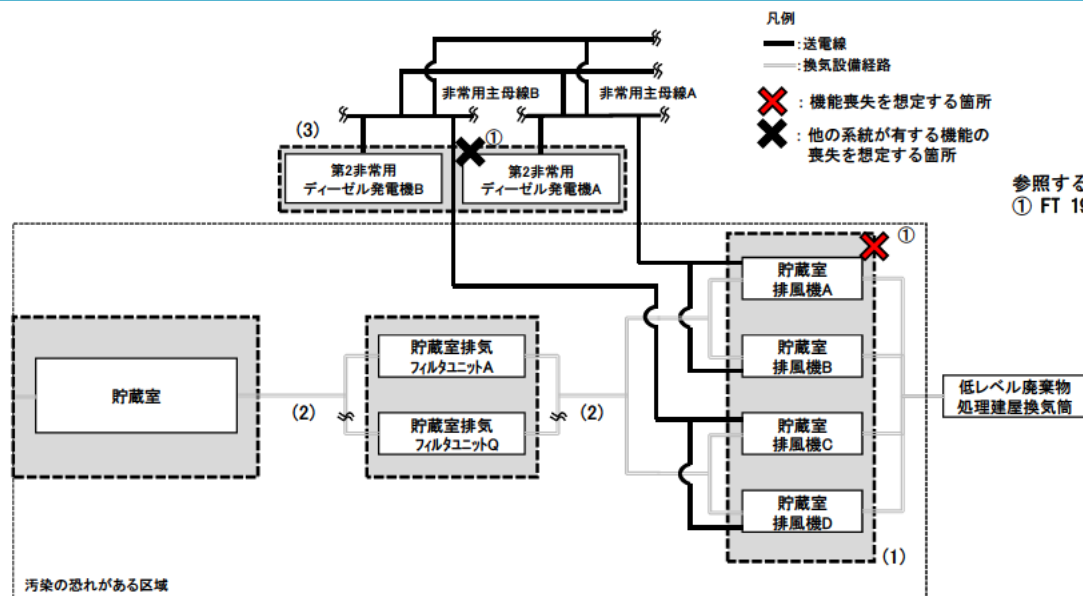 凡例
:送電線
:換気設備経路
:機能喪失を想定する箇所
:他の系統が有する機能の
喪失を想定する箇所
参照する
① FT 19
非常用主母線B
非常用主母線A
(3)
①
第2非常用
ディーゼル発電機B
第2非常用
ディーゼル発電機A
①
貯蔵室
排風機A
貯蔵室
排風機B
貯蔵室
排風機C
貯蔵室
排風機D
(1)
貯蔵室
(2)
貯蔵室排気
フィルタユニットA
貯蔵室排気
フィルタユニットQ
(2)
低レベル廃棄物
処理建屋換気筒
汚染の恐れがある区域